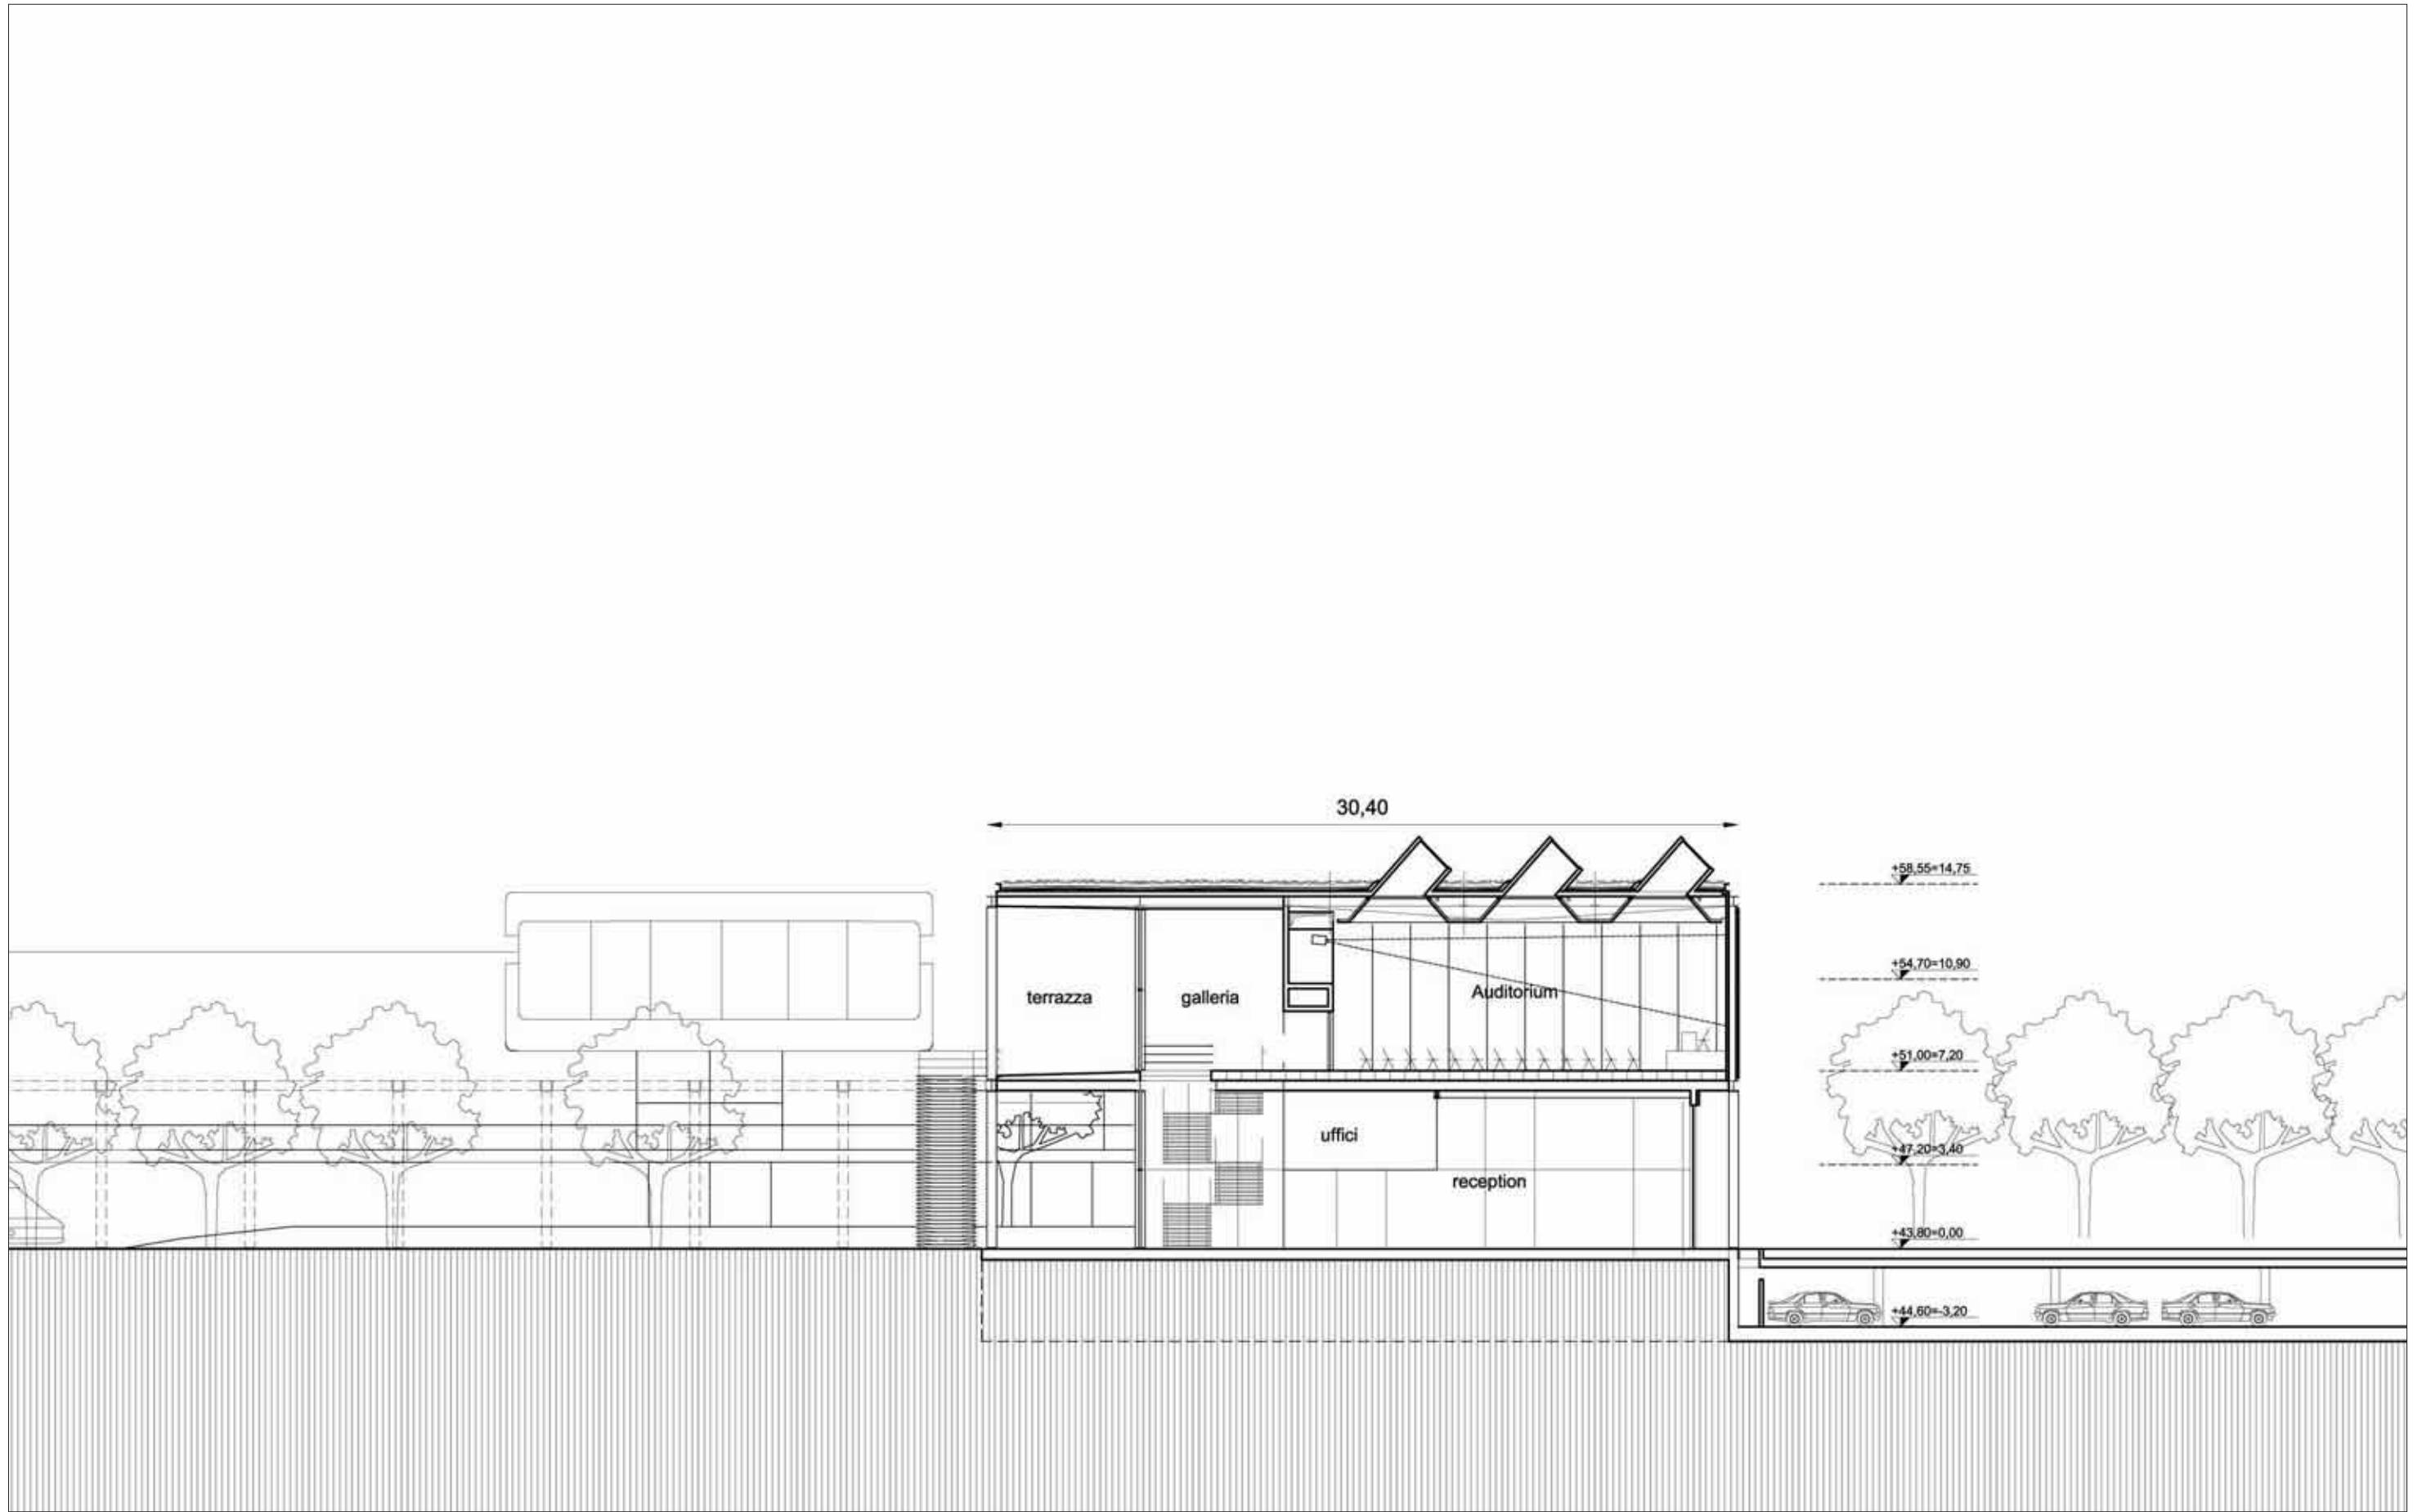 30,40
+58,55=14,75
+54,70=10,90
terrazza
galleria
Auditorium
+51,00=7,20
uffici
+47,20=3,40
reception
+43,80=0,00
+44,60=-3,20